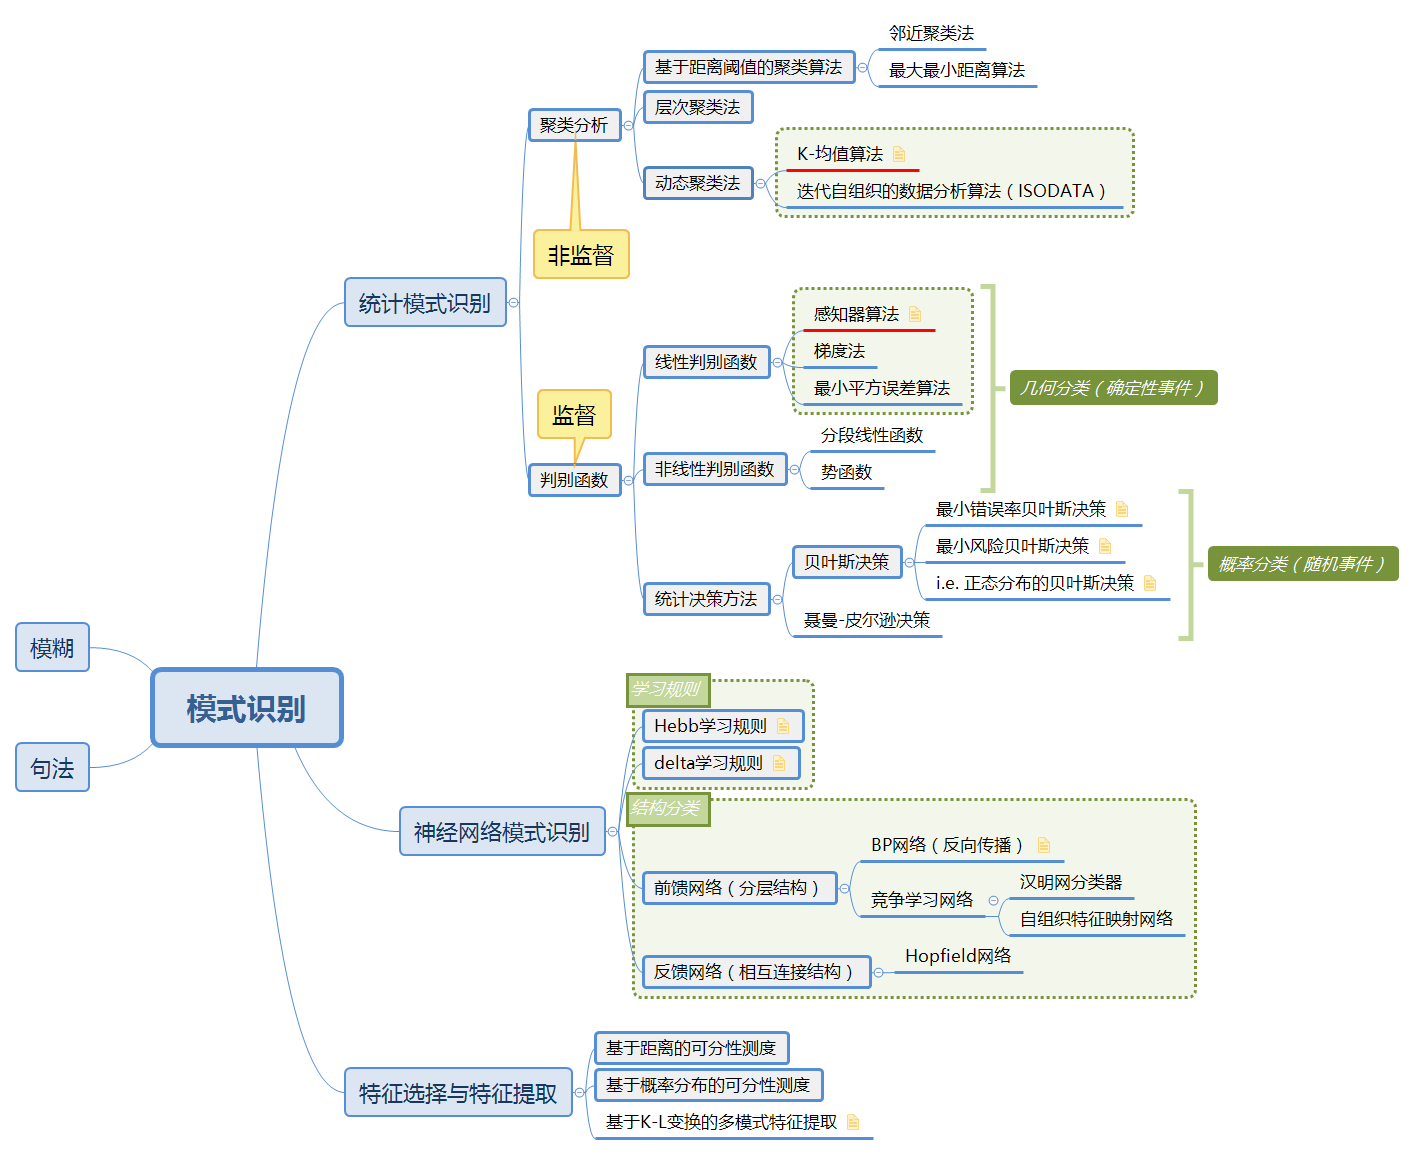 邻近聚类法
基于距离阈值的聚类算法
最大最小距离算法
层次聚类法
聚类分析
K-均值算法
动态聚类法
迭代自组织的数据分析算法（ISODATA）
非监督
统计模式识别
感知器算法
线性判别函数
梯度法
最小平方误差算法
几何分类（确定性事件）
监督
分段线性函数
非线性判别函数
势函数
判别函数
最小错误率贝叶斯决策
贝叶斯决策
最小风险贝叶斯决策
概率分类（随机事件）
i.e. 正态分布的贝叶斯决策
统计决策方法
聂曼-皮尔逊决策
模糊
模式识别
句法
学习规则
Hebb学习规则
delta学习规则
结构分类
神经网络模式识别
BP网络（反向传播）
前馈网络（分层结构）
汉明网分类器
竞争学习网络
自组织特征映射网络
Hopfield网络
反馈网络（相互连接结构）
基于距离的可分性测度
特征选择与特征提取
基于概率分布的可分性测度
基于K-L变换的多模式特征提取